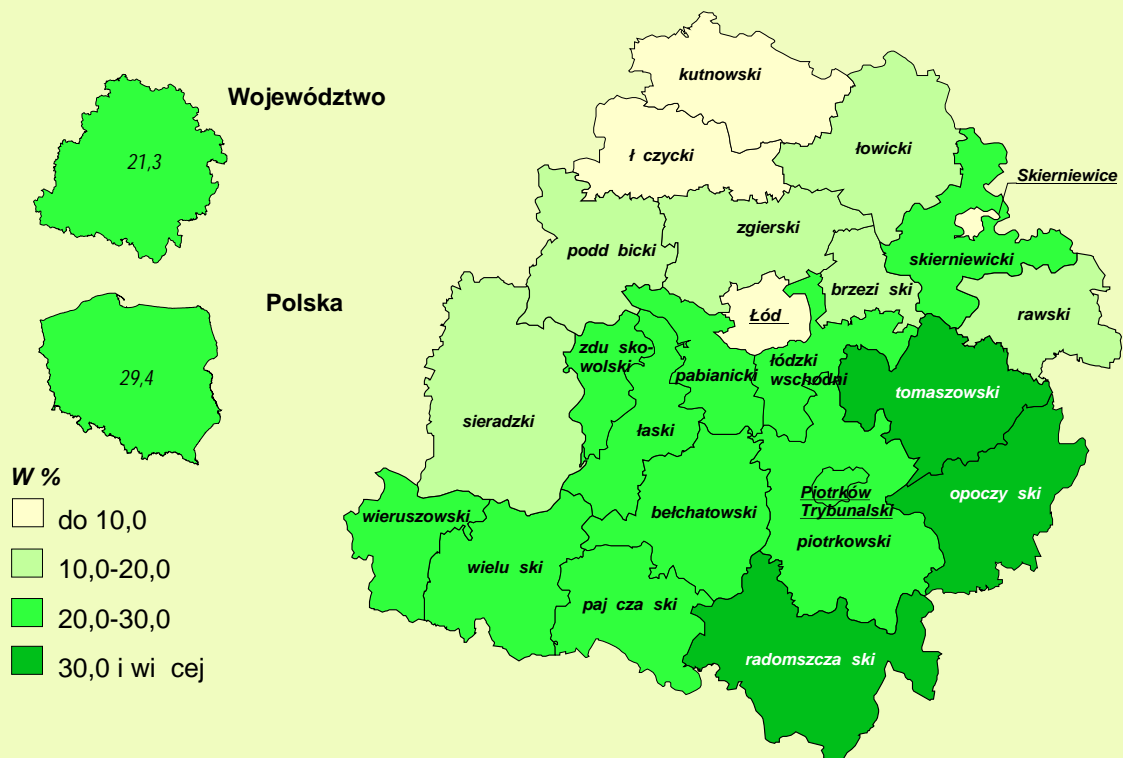 Województwo
21,3
Polska
29,4
W %
do 10,0
10,0-20,0
20,0-30,0
30,0 i wi cej
kutnowski
ł czycki
łowicki
Skierniewice
zgierski
podd bicki
skierniewicki
brzezi ski
rawski
Łód
zdu sko-
wolski
pabianicki
łódzki
wschodni
tomaszowski
sieradzki
łaski
opoczy ski
Piotrków
Trybunalski
wieruszowski
bełchatowski
piotrkowski
wielu ski
paj cza ski
radomszcza ski